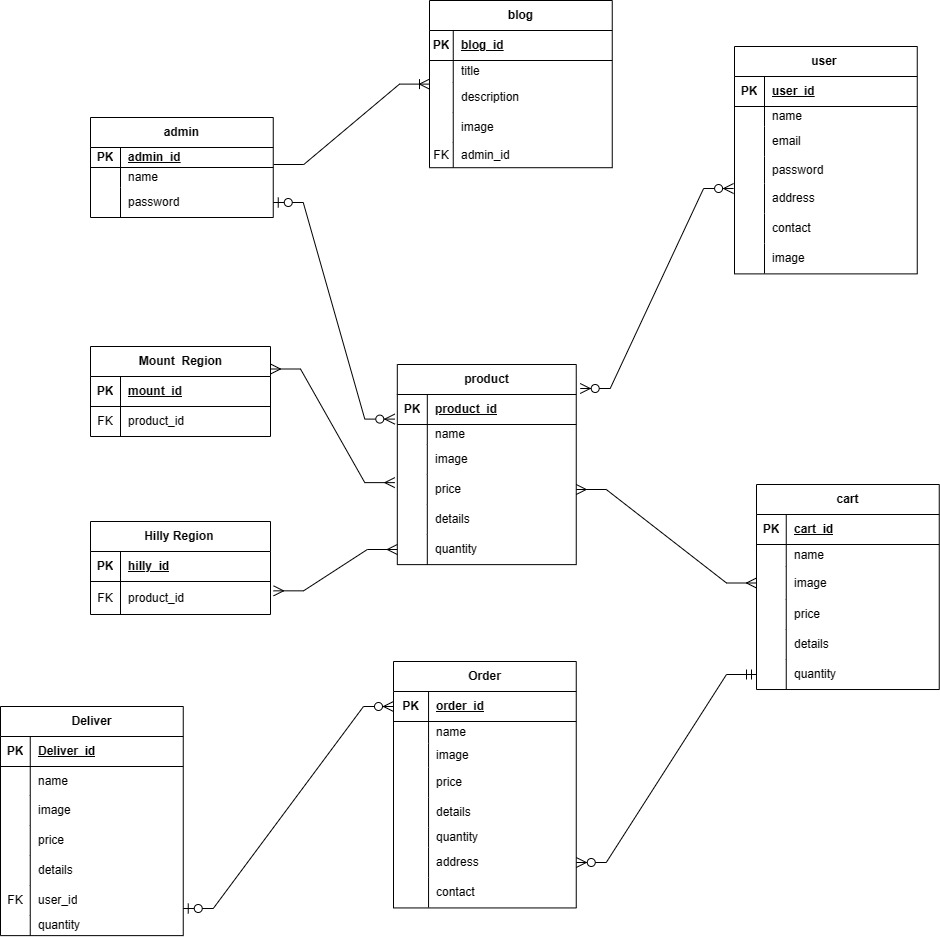 blog
PK blog_id
title
description
image
FK admin_id
user
PK user_id
name
email
password
address
contact
image
admin
PK admin_id
name
password
Mount Region
PK mount_id
FK product_id
product
PK product_id
name
image
price
details
quantity
Hilly Region
PK hilly_id
FK product_id
cart
PK cart_id
name
image
price
details
quantity
Order
PK order_id
name
image
price
details
quantity
address
contact
Deliver
PK Deliver_id
name
image
price
details
FK user_id
quantity